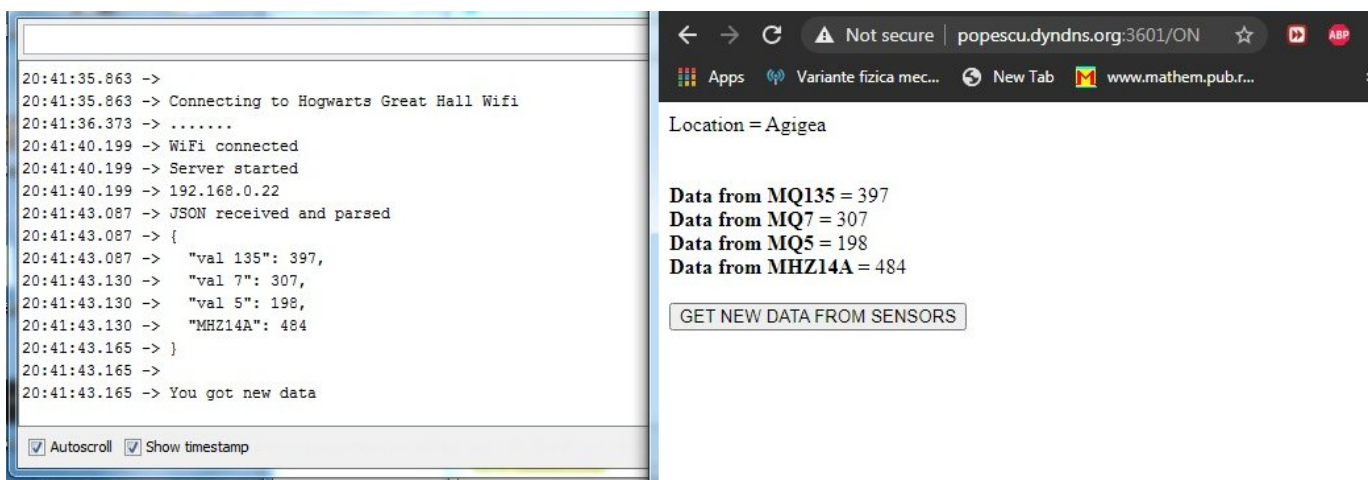 20:41:35.863 ->
20:41:35.863 -> Connecting to Hogwarts Great Hall Wifi
20:41:36.373 -> .......
20:41:40.199 -> WiFi connected
20:41:40.199 -> Server started
20:41:40.199 -> 192.168.0.22
20:41:43.087 -> JSON received and parsed
20:41:43.087 -> {
20:41:43.087 ->   "val 135": 397,
20:41:43.130 ->   "val 7": 307,
20:41:43.130 ->   "val 5": 198,
20:41:43.130 ->   "MHZ14A": 484
20:41:43.165 -> }
20:41:43.165 ->
20:41:43.165 -> You got new data
Autoscroll Show timestamp
Not secure | popescu.dyndns.org:3601/ON ABP
Apps Variante fizica mec... New Tab M www.mathem.pub.r...
Location = Agigea
Data from MQ135 = 397
Data from MQ7 = 307
Data from MQ5 = 198
Data from MHZ14A = 484
GET NEW DATA FROM SENSORS